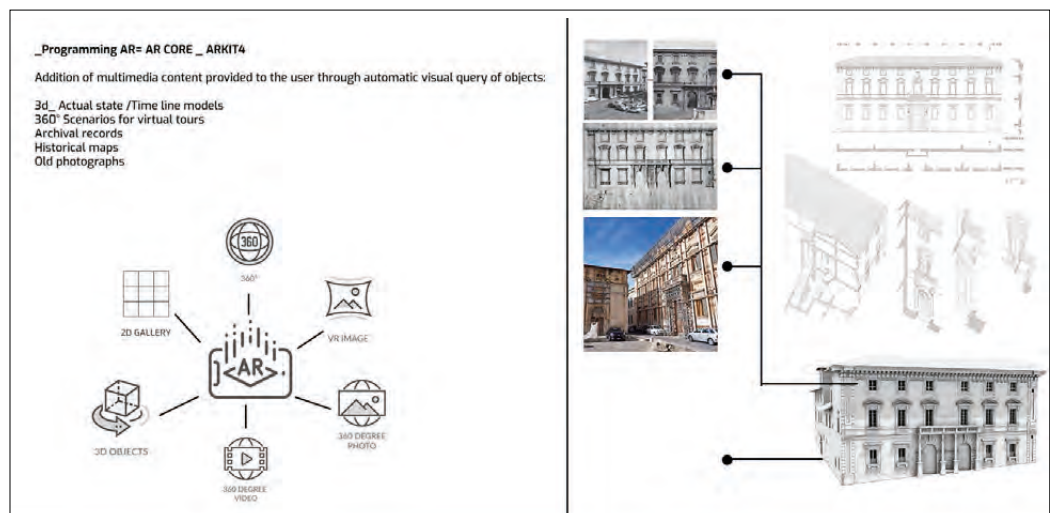 _Programming AR= AR CORE _ ARKIT4
Addition of multimedia content provided to the user through automatic visual query of objects:
3d_ Actual state /Time line models
360° Scenarios for virtual tours
Archival records
Historical maps
Old photographs
360
360°
2D GALLERY
VR IMAGE
<AR>
3D OBJECTS
360 DEGREE
PHOTO
360 DEGREE
VIDEO